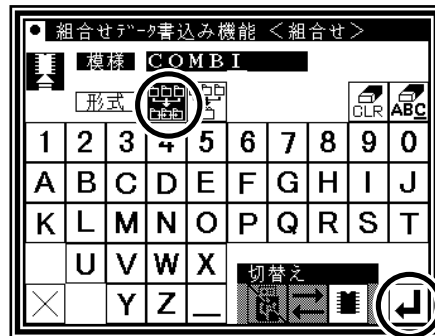 ● 組合せデータ書込み機能 <組合せ>
模様 COMBI
形式 CLR ABC
1 2 3 4 5 6 7 8 9 0
A B C D E F G H I J
K L M N O P Q R S T
U V W X 切替え
Y Z _